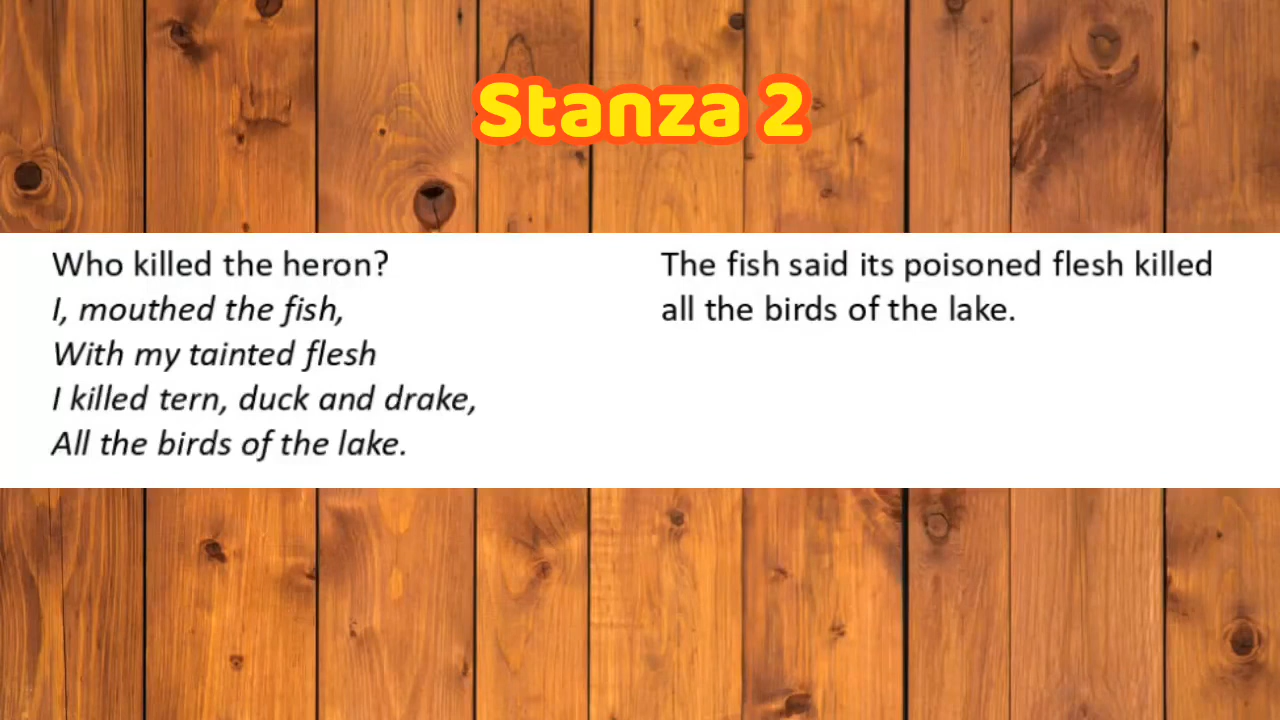 Stanza 2
Who killed the heron?
I, mouthed the fish,
With my tainted flesh
I killed tern, duck and drake,
All the birds of the lake.
The fish said its poisoned flesh killed
all the birds of the lake.